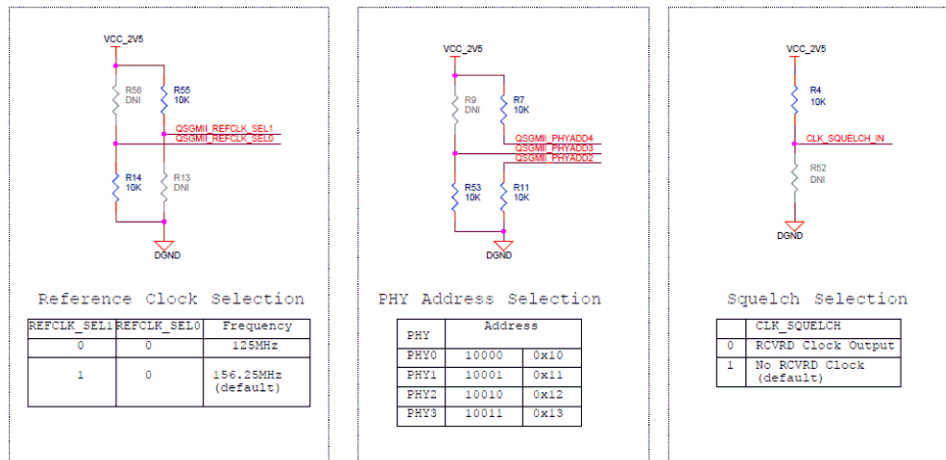 VCC_2V5
R56
DNI
R55
10K
QSGMII_REFCLK_SEL1
QSGMII_REFCLK_SEL0
R14
10K
R13
DNI
DGND
Reference Clock Selection
REFCLK_SEL1 REFCLK_SEL0 Frequency
0 0 125MHz
1 0 156.25MHz
(default)
VCC_2V5
R9
DNI
R7
10K
QSGMII_PHYADD4
QSGMII_PHYADD3
QSGMII_PHYADD2
R53
10K
R11
10K
DGND
PHY Address Selection
PHY Address
PHY0 10000 0x10
PHY1 10001 0x11
PHY2 10010 0x12
PHY3 10011 0x13
VCC_2V5
R4
10K
CLK_SQUELCH_IN
R52
DNI
DGND
Squelch Selection
CLK_SQUELCH
0 RCVRD Clock Output
1 No RCVRD Clock
(default)